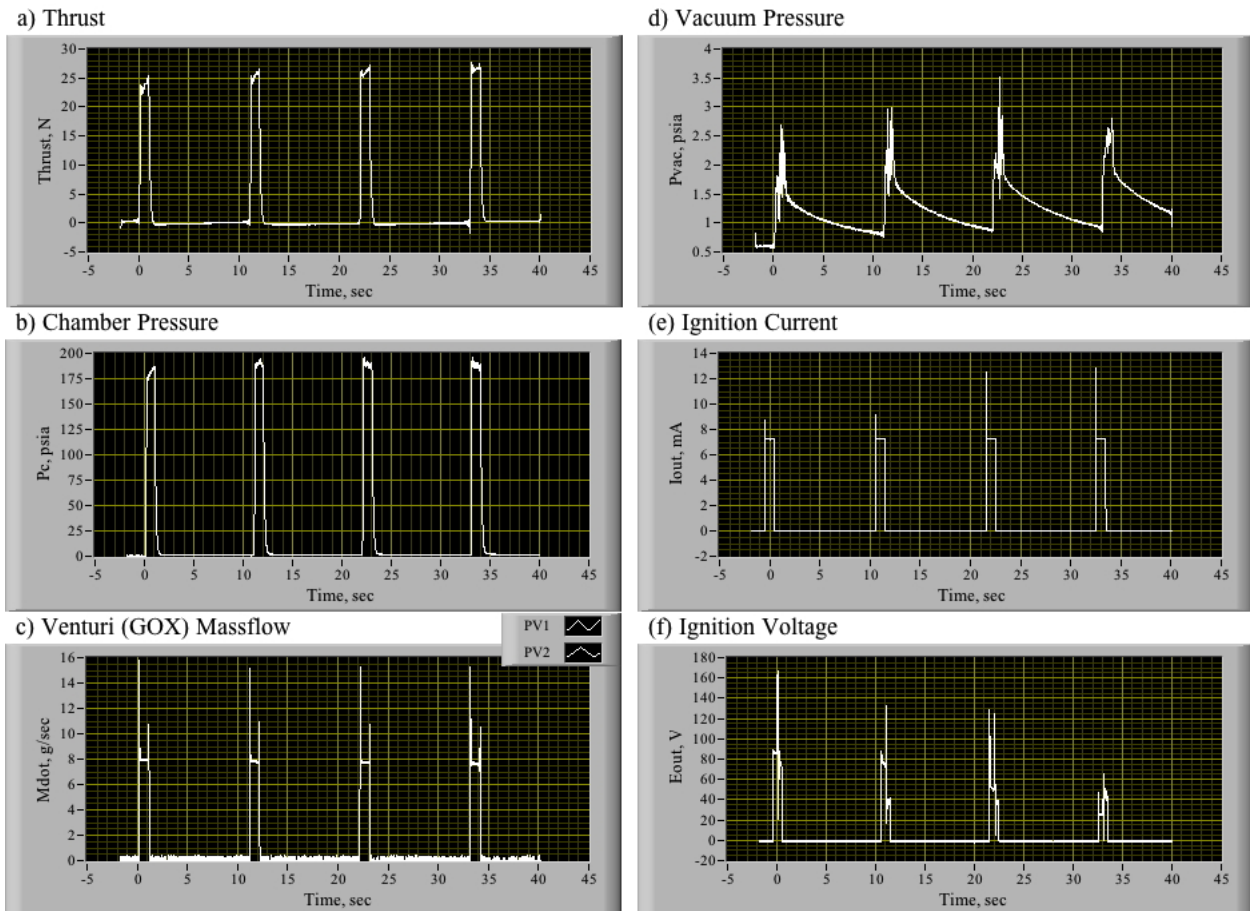 a) Thrust
30
25
20
15
10
5
0
-5
Thrust, N
-5 0 5 10 15 20 25 30 35 40 45
Time, sec
d) Vacuum Pressure
4
3.5
3
2.5
2
1.5
1
0.5
Pvac, psia
-5 0 5 10 15 20 25 30 35 40 45
Time, sec
b) Chamber Pressure
200
175
150
125
100
75
50
25
0
Pc, psia
-5 0 5 10 15 20 25 30 35 40 45
Time, sec
(e) Ignition Current
14
12
10
8
6
4
2
0
-2
Iout, mA
-5 0 5 10 15 20 25 30 35 40 45
Time, sec
c) Venturi (GOX) Massflow
PV1
PV2
16
14
12
10
8
6
4
2
0
Mdot, g/sec
-5 0 5 10 15 20 25 30 35 40 45
Time, sec
(f) Ignition Voltage
180
160
140
120
100
80
60
40
20
0
-20
Eout, V
-5 0 5 10 15 20 25 30 35 40 45
Time, sec